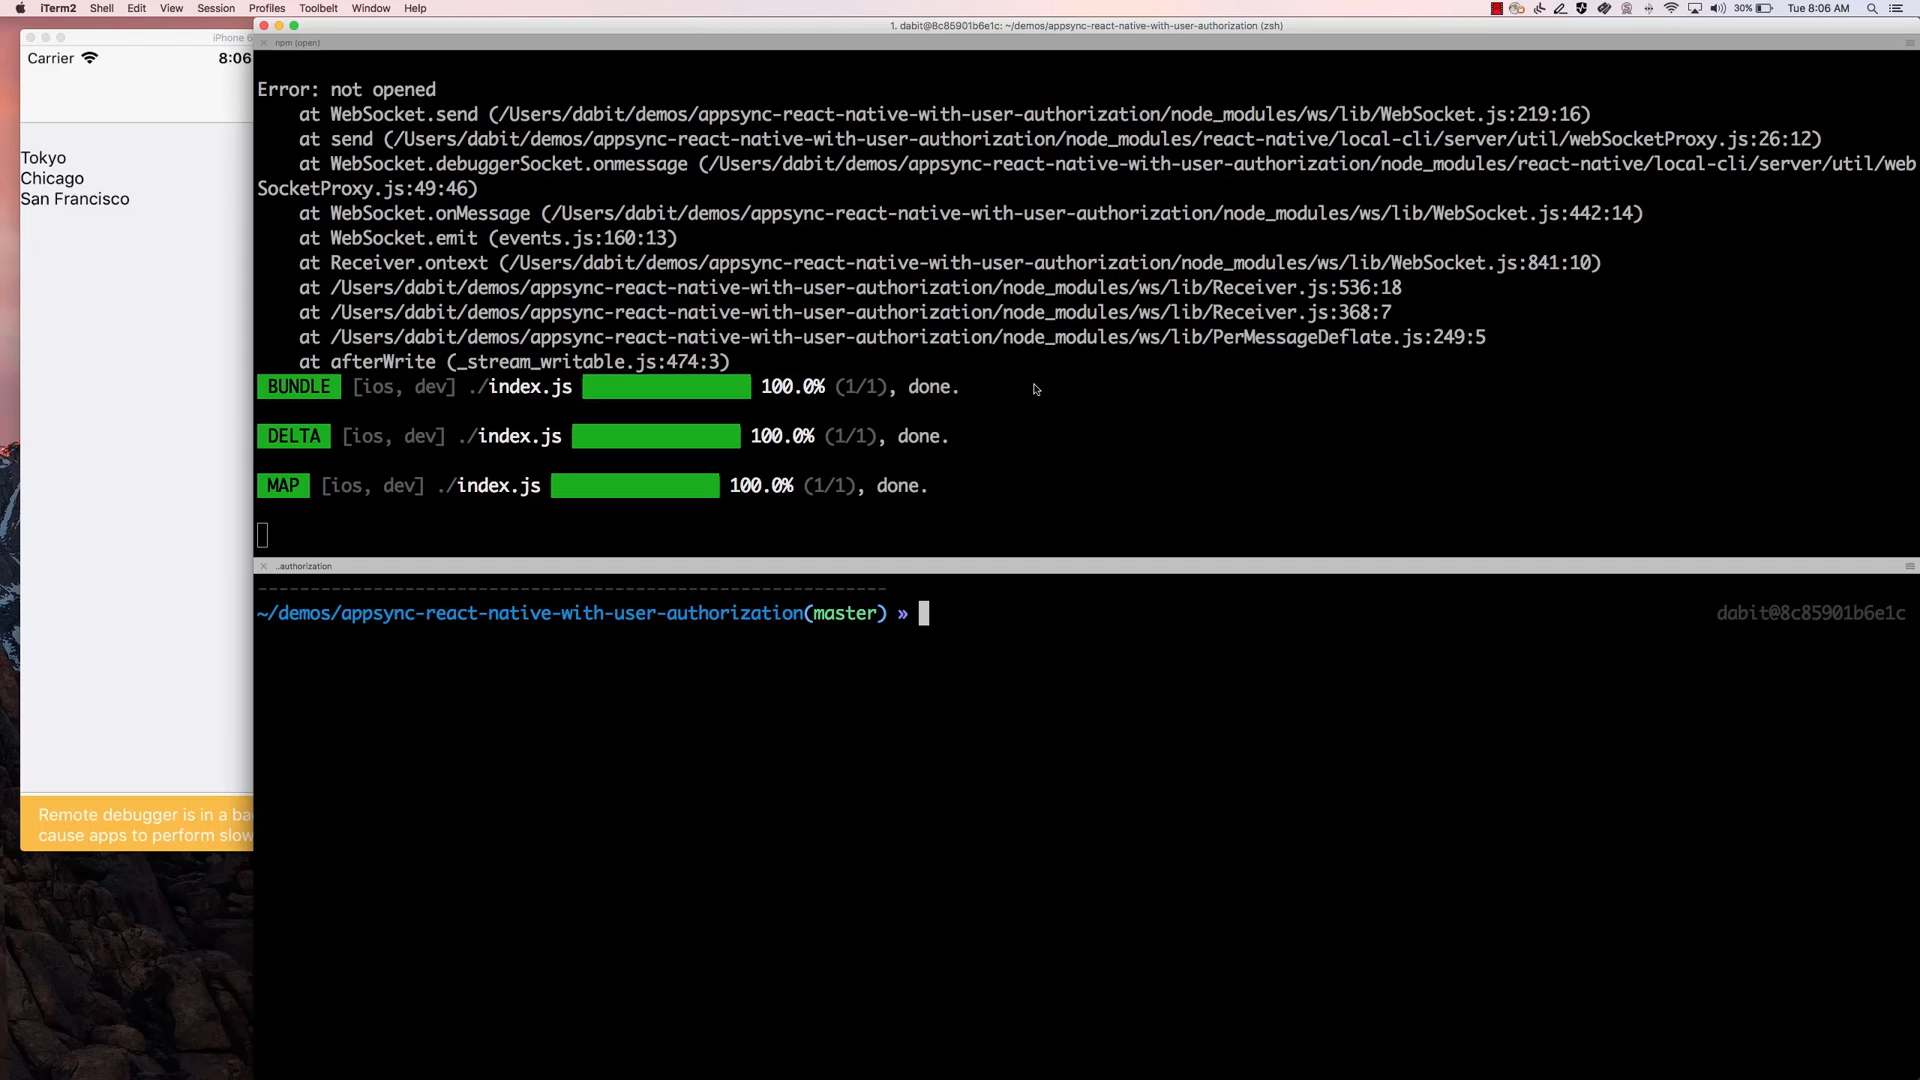 iTerm2 Shell Edit View Session Profiles Toolbelt Window Help
30% Tue 8:06 AM
1. dabit@8c85901b6e1c: ~/demos/appsync-react-native-with-user-authorization (zsh)
iPhone 6
npm (open)
Carrier 8:06
Tokyo
Chicago
San Francisco
Remote debugger is in a ba
cause apps to perform slow
Error: not opened
at WebSocket.send (/Users/dabit/demos/appsync-react-native-with-user-authorization/node_modules/ws/lib/WebSocket.js:219:16)
at send (/Users/dabit/demos/appsync-react-native-with-user-authorization/node_modules/react-native/local-cli/server/util/webSocketProxy.js:26:12)
at WebSocket.debuggerSocket.onmessage (/Users/dabit/demos/appsync-react-native-with-user-authorization/node_modules/react-native/local-cli/server/util/web
SocketProxy.js:49:46)
at WebSocket.onMessage (/Users/dabit/demos/appsync-react-native-with-user-authorization/node_modules/ws/lib/WebSocket.js:442:14)
at WebSocket.emit (events.js:160:13)
at Receiver.ontext (/Users/dabit/demos/appsync-react-native-with-user-authorization/node_modules/ws/lib/WebSocket.js:841:10)
at /Users/dabit/demos/appsync-react-native-with-user-authorization/node_modules/ws/lib/Receiver.js:536:18
at /Users/dabit/demos/appsync-react-native-with-user-authorization/node_modules/ws/lib/Receiver.js:368:7
at /Users/dabit/demos/appsync-react-native-with-user-authorization/node_modules/ws/lib/PerMessageDeflate.js:249:5
at afterWrite (_stream_writable.js:474:3)
BUNDLE [ios, dev] ./index.js 100.0% (1/1), done.
DELTA [ios, dev] ./index.js 100.0% (1/1), done.
MAP [ios, dev] ./index.js 100.0% (1/1), done.
..authorization
~/demos/appsync-react-native-with-user-authorization(master) » dabit@8c85901b6e1c